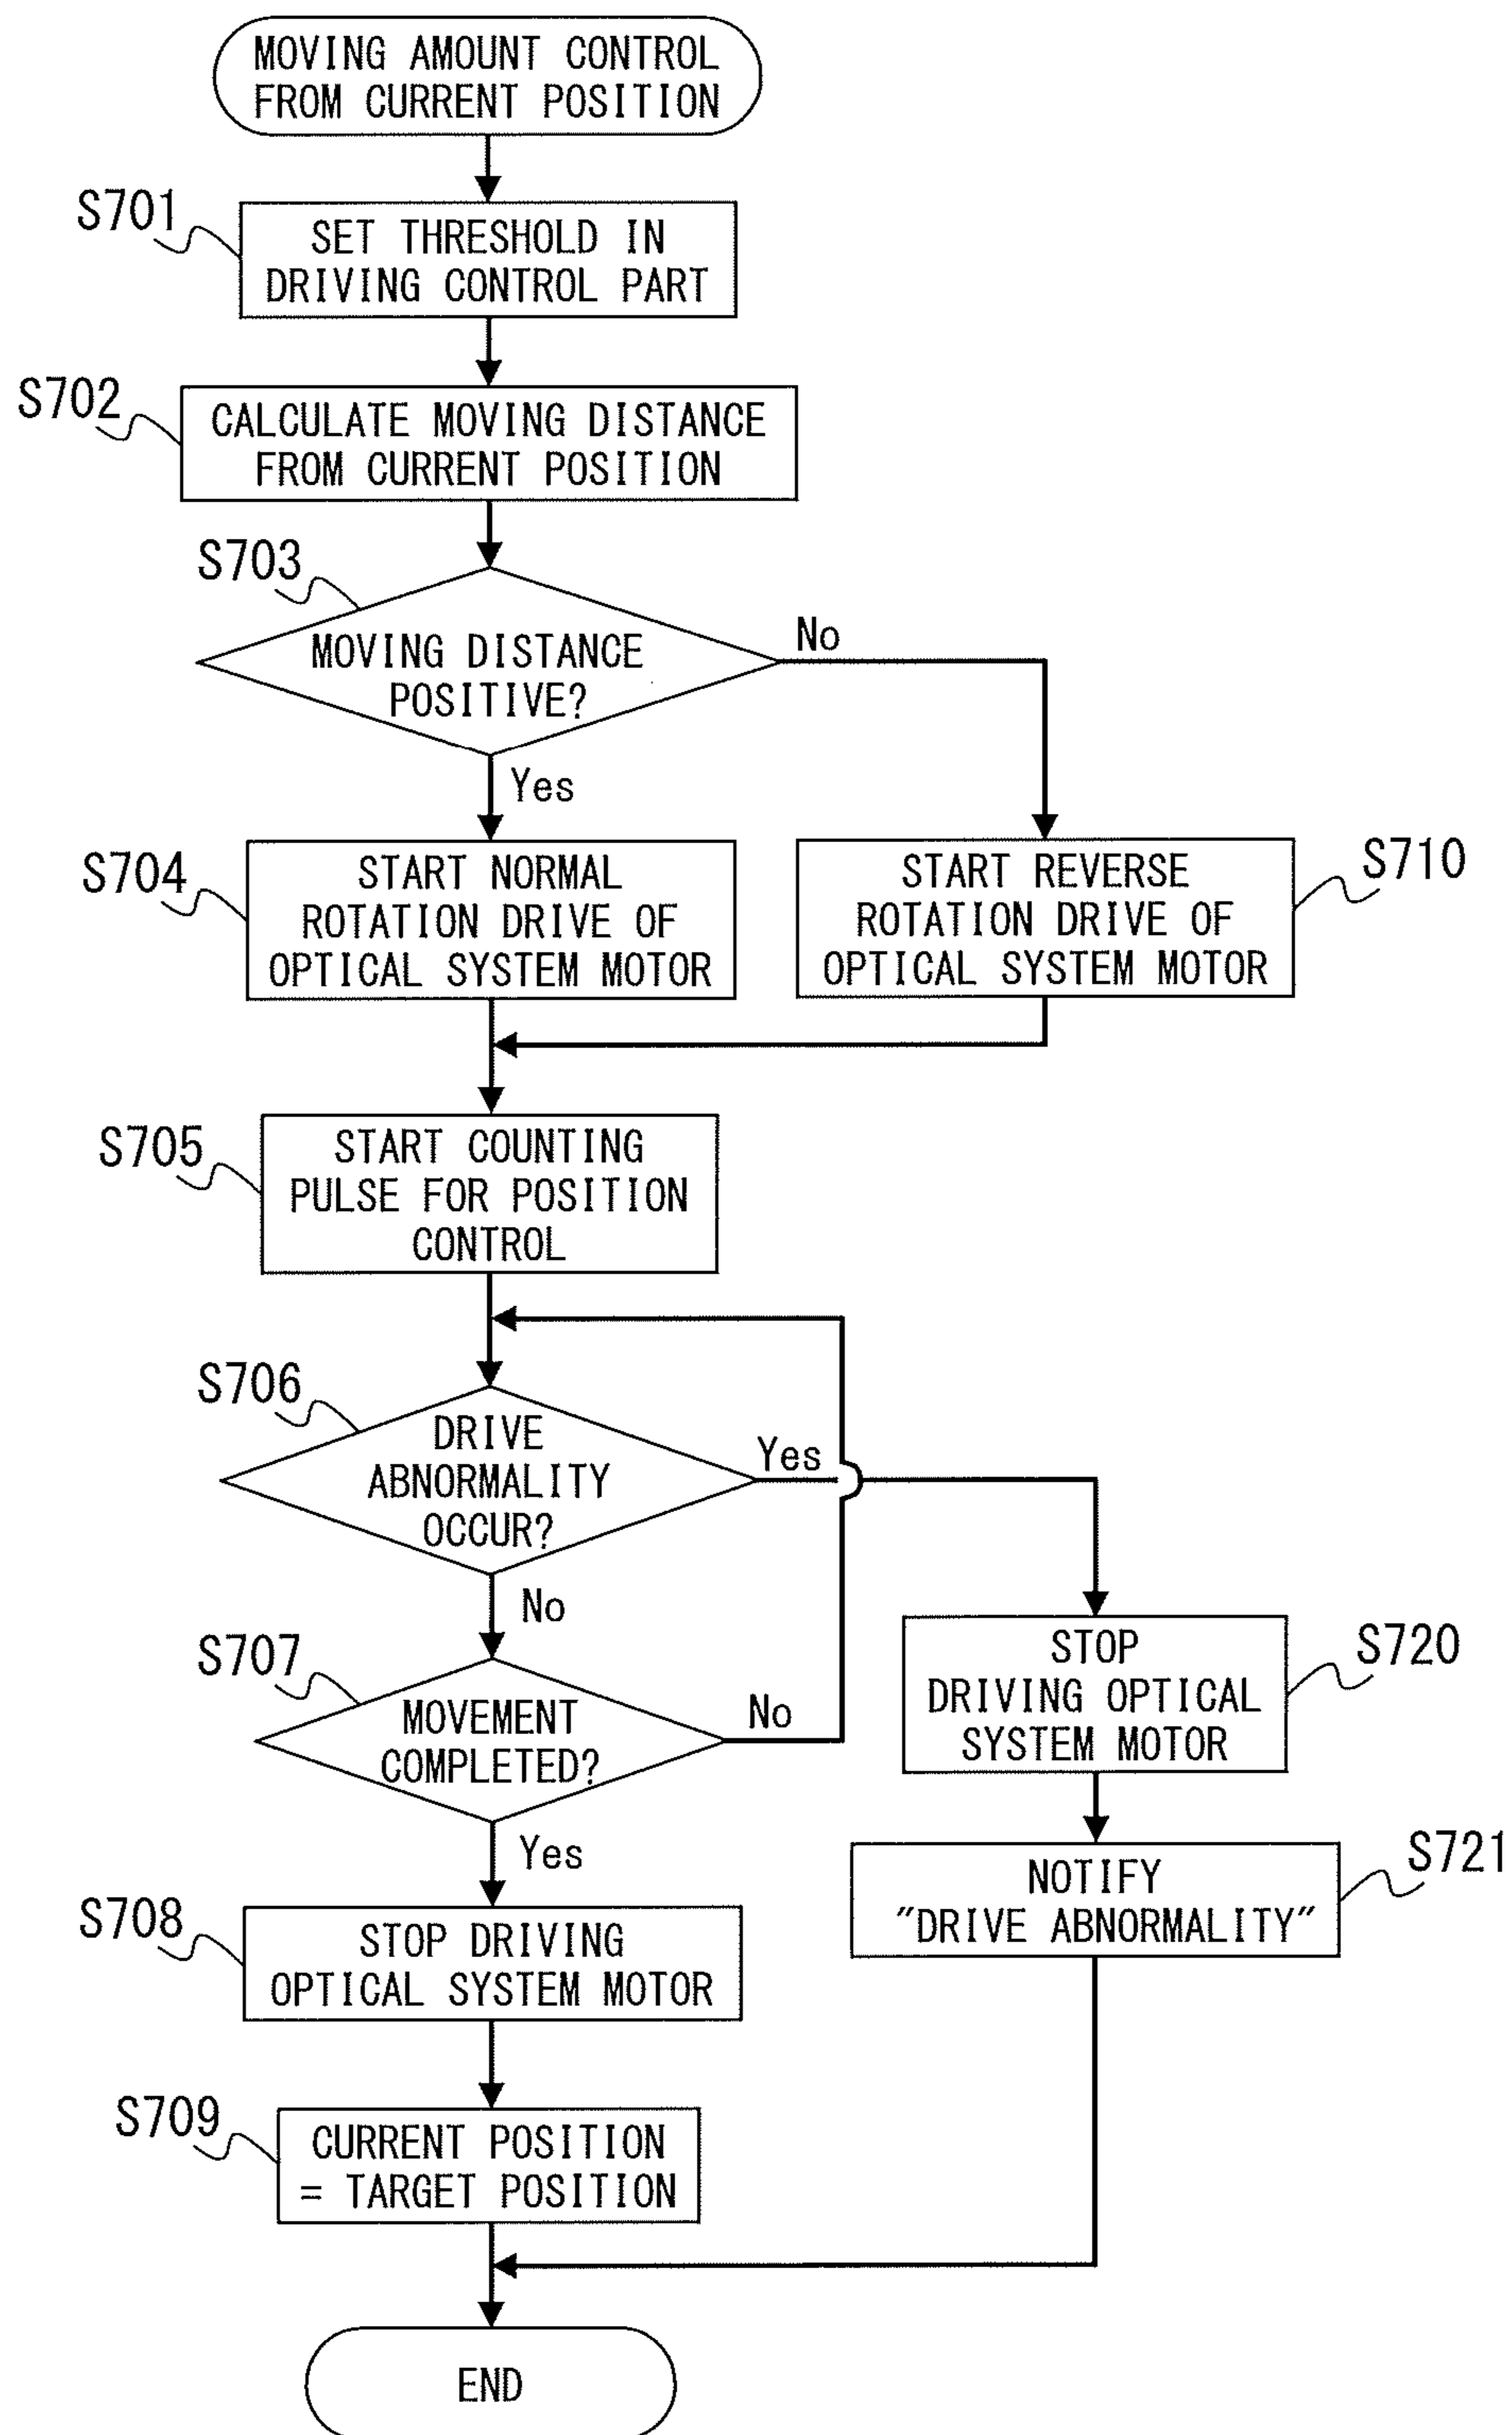 MOVING AMOUNT CONTROL
FROM CURRENT POSITION
S701
SET THRESHOLD IN
DRIVING CONTROL PART
S702
CALCULATE MOVING DISTANCE
FROM CURRENT POSITION
S703
MOVING DISTANCE
POSITIVE?
No
Yes
S704
START NORMAL
ROTATION DRIVE OF
OPTICAL SYSTEM MOTOR
START REVERSE
ROTATION DRIVE OF
OPTICAL SYSTEM MOTOR
S710
S705
START COUNTING
PULSE FOR POSITION
CONTROL
S706
DRIVE
ABNORMALITY
OCCUR?
Yes
No
S707
MOVEMENT
COMPLETED?
No
Yes
STOP
DRIVING OPTICAL
SYSTEM MOTOR
S720
NOTIFY
"DRIVE ABNORMALITY"
S721
S708
STOP DRIVING
OPTICAL SYSTEM MOTOR
S709
CURRENT POSITION
= TARGET POSITION
END